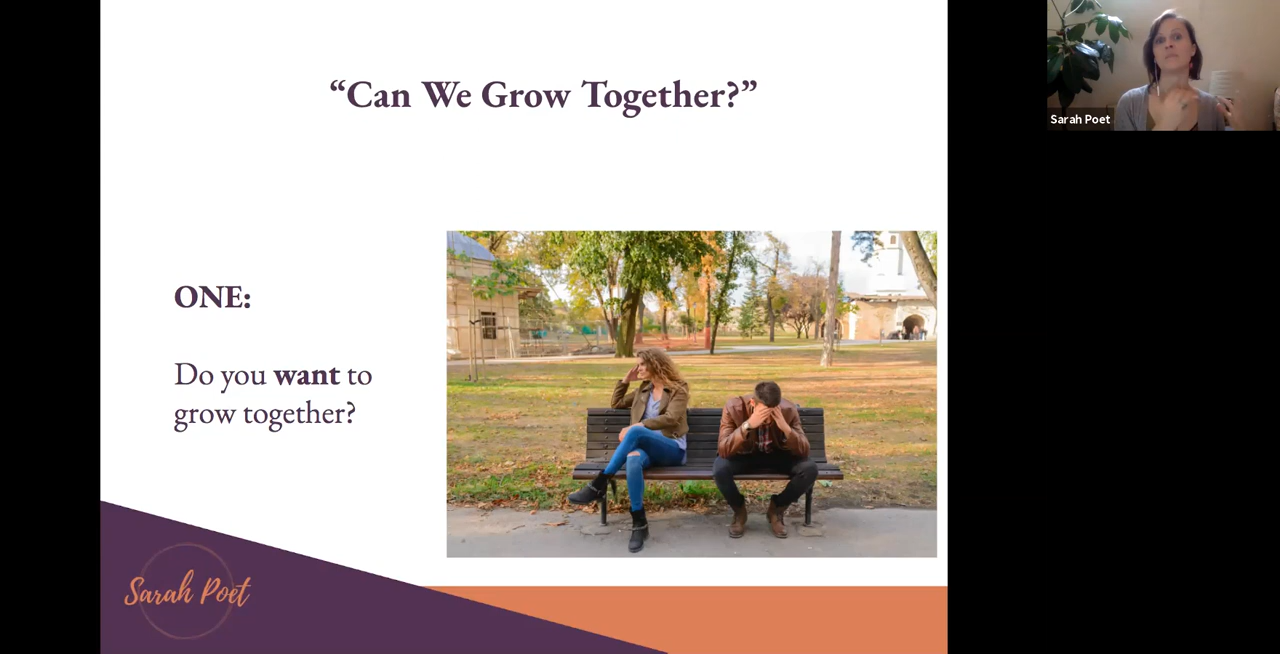 “Can We Grow Together?”
ONE:
Do you want to
grow together?
Sarah Poet
Sarah Poet